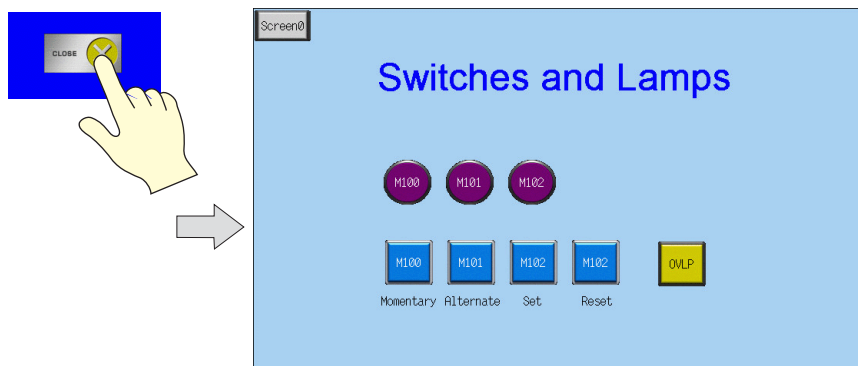 CLOSE
Screen0
Switches and Lamps
M100 M101 M102
M100 M101 M102 M102 OVLP
Momentary Alternate Set Reset